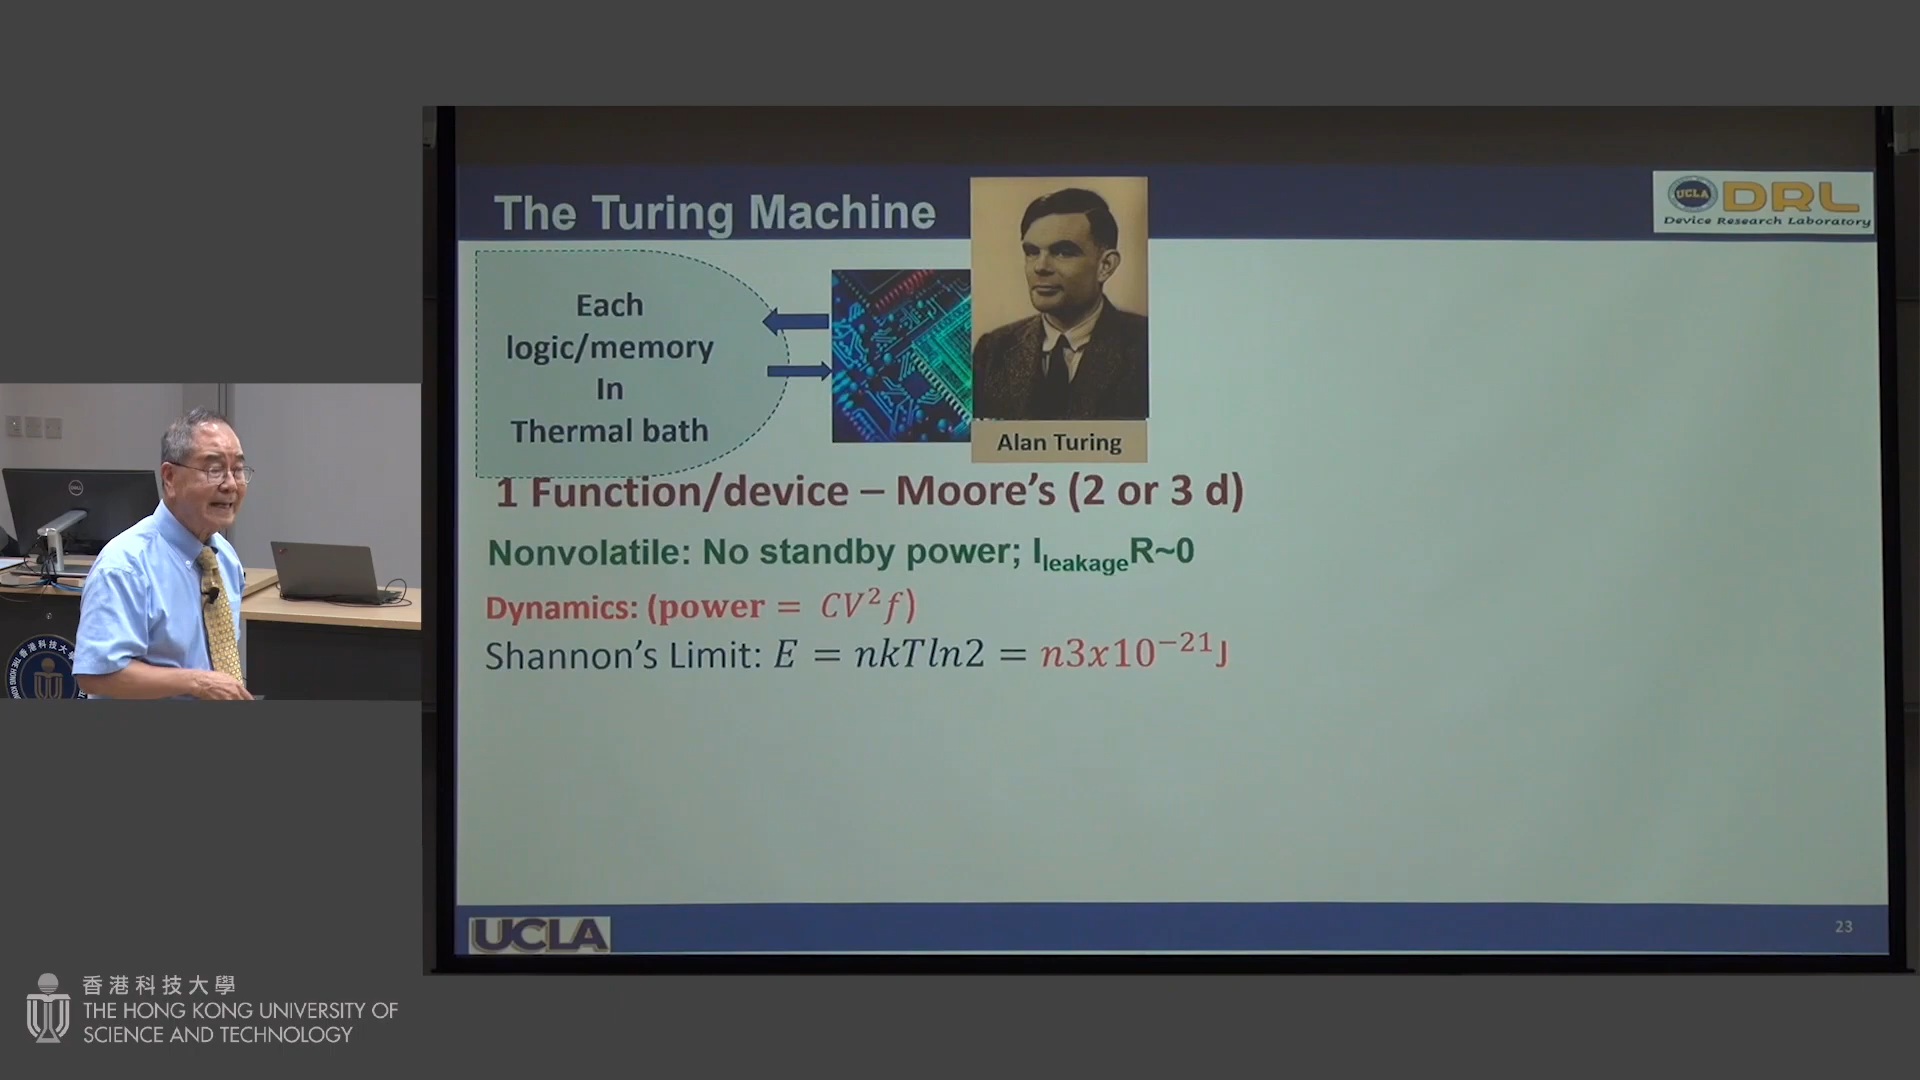 The Turing Machine
UCLA
DRL
Device Research Laboratory
Each
logic/memory
In
Thermal bath
Alan Turing
1 Function/device – Moore's (2 or 3 d)
Nonvolatile: No standby power; I_leakage R~0
Dynamics: (power = CV²f)
Shannon's Limit: E = nkTln2 = n3x10⁻²¹J
UCLA
23
DELL
香港科技大學
THE HONG KONG UNIVERSITY OF
SCIENCE AND TECHNOLOGY